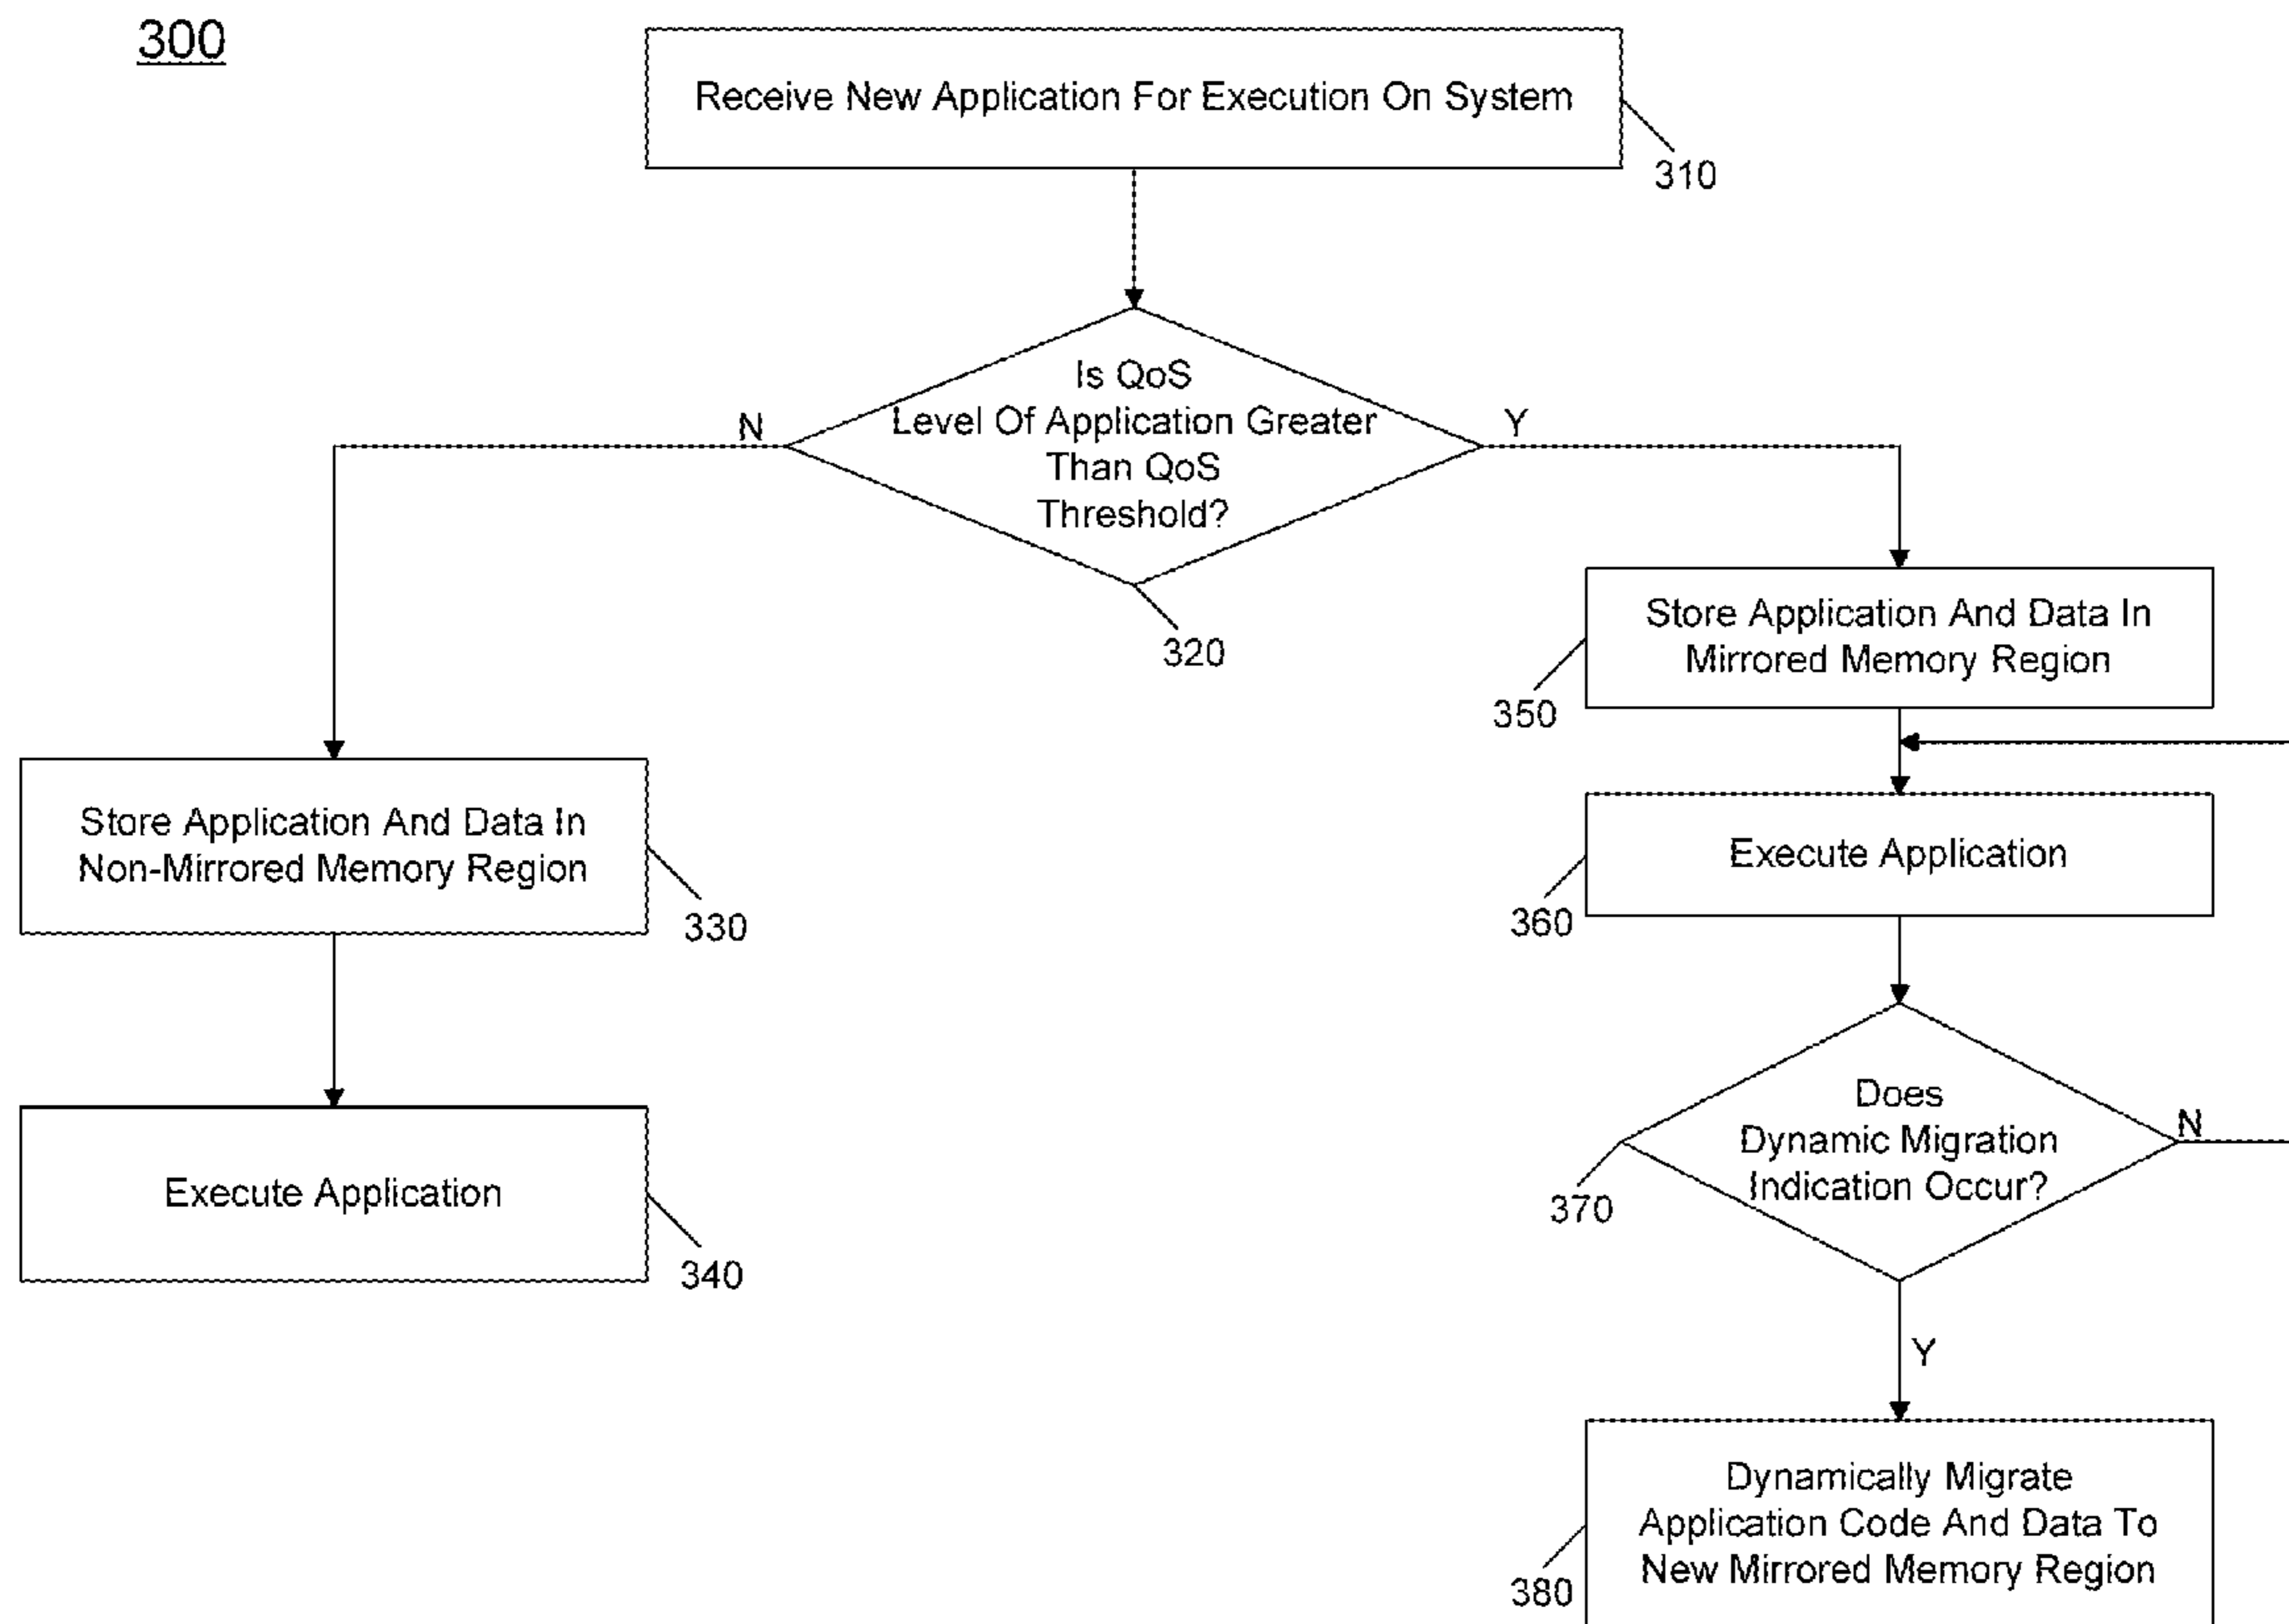 300
Receive New Application For Execution On System
310
Is QoS
Level Of Application Greater
Than QoS
Threshold?
N
Y
320
Store Application And Data In
Mirrored Memory Region
350
Store Application And Data In
Non-Mirrored Memory Region
330
Execute Application
360
Execute Application
340
Does
Dynamic Migration
Indication Occur?
N
370
Y
Dynamically Migrate
Application Code And Data To
New Mirrored Memory Region
380